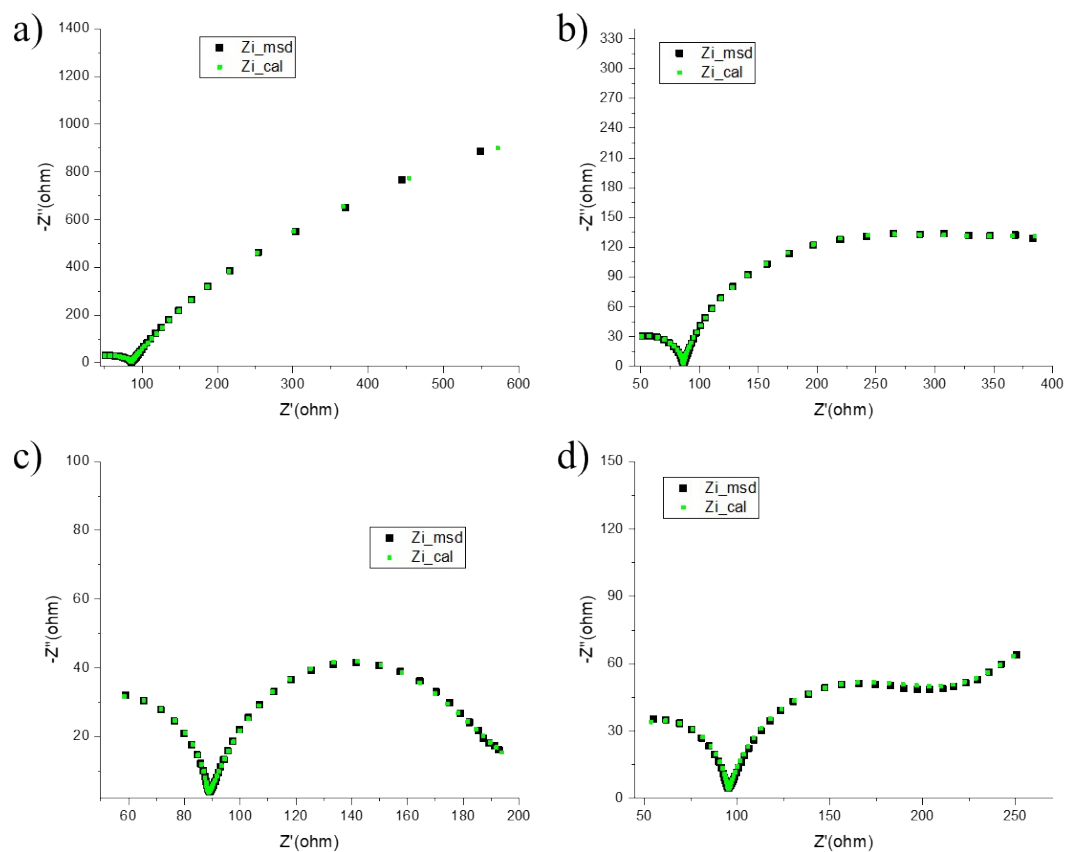 a)
1400
1200
1000
800
600
400
200
0
-Z"(ohm)
Zi_msd
Zi_cal
100
200
300
400
500
600
Z'(ohm)
b)
330
300
270
240
210
180
150
120
90
60
30
0
-Z"(ohm)
Zi_msd
Zi_cal
50
100
150
200
250
300
350
400
Z'(ohm)
c)
100
80
60
40
20
-Z"(ohm)
Zi_msd
Zi_cal
60
80
100
120
140
160
180
200
Z'(ohm)
d)
150
120
90
60
30
0
-Z"(ohm)
Zi_msd
Zi_cal
50
100
150
200
250
Z'(ohm)